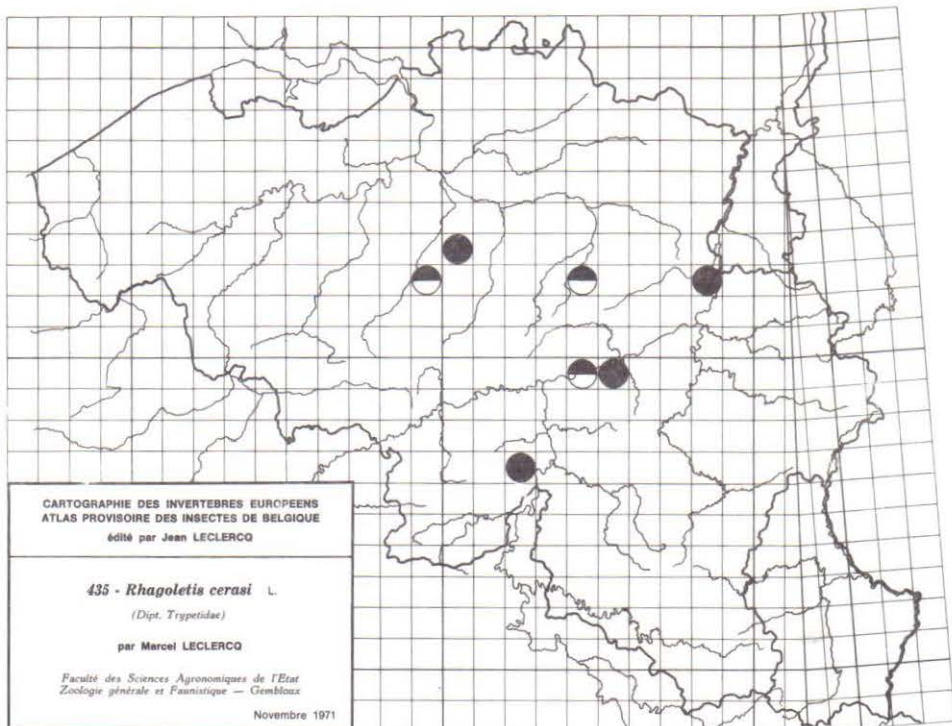 CARTOGRAPHIE DES INVERTEBRES EUROPEENS
ATLAS PROVISOIRE DES INSECTES DE BELGIQUE
édité par Jean LECLERCQ
435 - Rhagoletis cerasi L.
(Dipt. Trypetidae)
par Marcel LECLERCQ
Faculté des Sciences Agronomiques de l'Etat
Zoologie générale et Faunistique — Gembloux
Novembre 1971